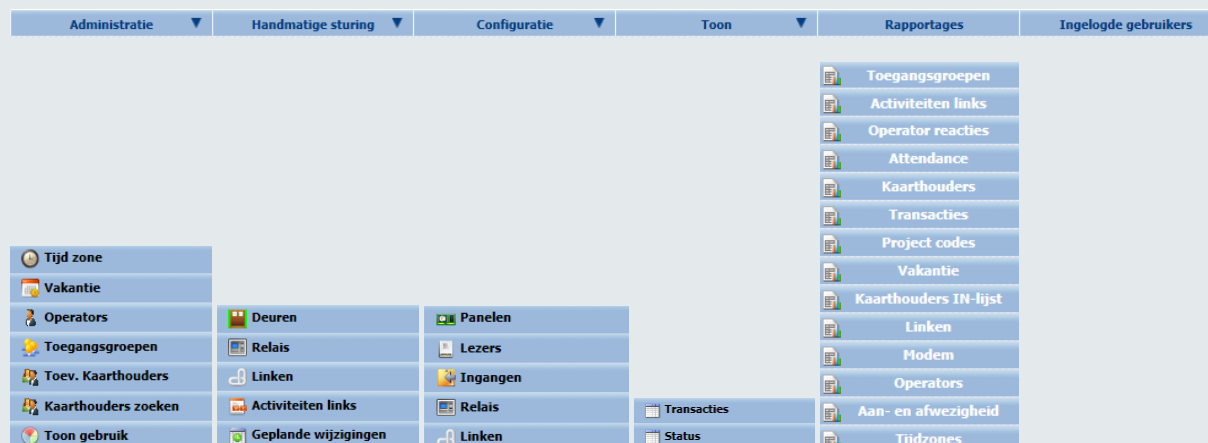 Administratie
Handmatige sturing
Configuratie
Toon
Rapportages
Ingelogde gebruikers
Tijd zone
Vakantie
Operators
Toegangsgroepen
Toev. Kaarthouders
Kaarthouders zoeken
Toon gebruik
Deuren
Relais
Linken
Activiteiten links
Geplande wijzigingen
Panelen
Lezers
Ingangen
Relais
Linken
Transacties
Status
Toegangsgroepen
Activiteiten links
Operator reacties
Attendance
Kaarthouders
Transacties
Project codes
Vakantie
Kaarthouders IN-lijst
Linken
Modem
Operators
Aan- en afwezigheid
Tijdzones